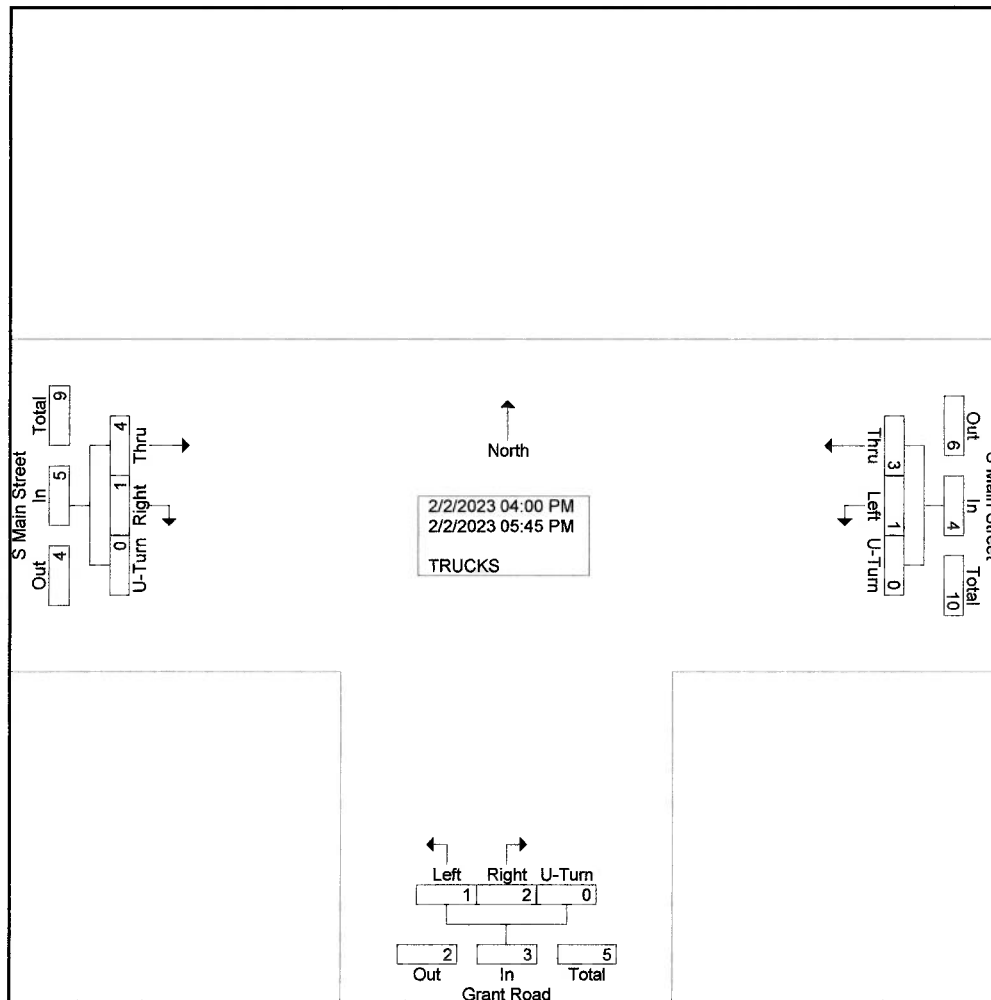 S Main Street
Out In Total
4 5 9
0 1 4
U-Turn Right Thru
North
2/2/2023 04:00 PM
2/2/2023 05:45 PM
TRUCKS
Out In Total
6 4 10
3 1 0
Thru Left U-Turn
Main Street
Left Right U-Turn
1 2 0
2 3 5
Out In Total
Grant Road